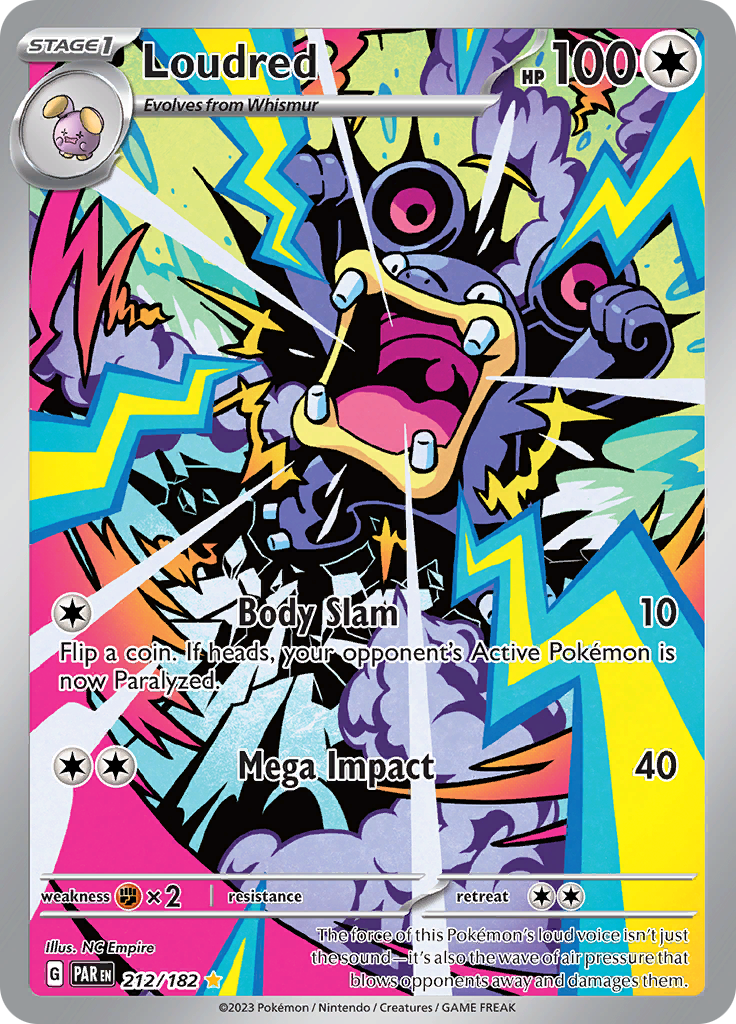 STAGE1
Loudred
HP 100
Evolves from Whismur
Body Slam 10
Flip a coin. If heads, your opponent's Active Pokémon is
now Paralyzed.
Mega Impact 40
weakness ×2 resistance retreat
Illus. NC Empire
G PAR EN 212/182
The force of this Pokémon's loud voice isn't just
the sound—it's also the wave of air pressure that
blows opponents away and damages them.
©2023 Pokémon / Nintendo / Creatures / GAME FREAK